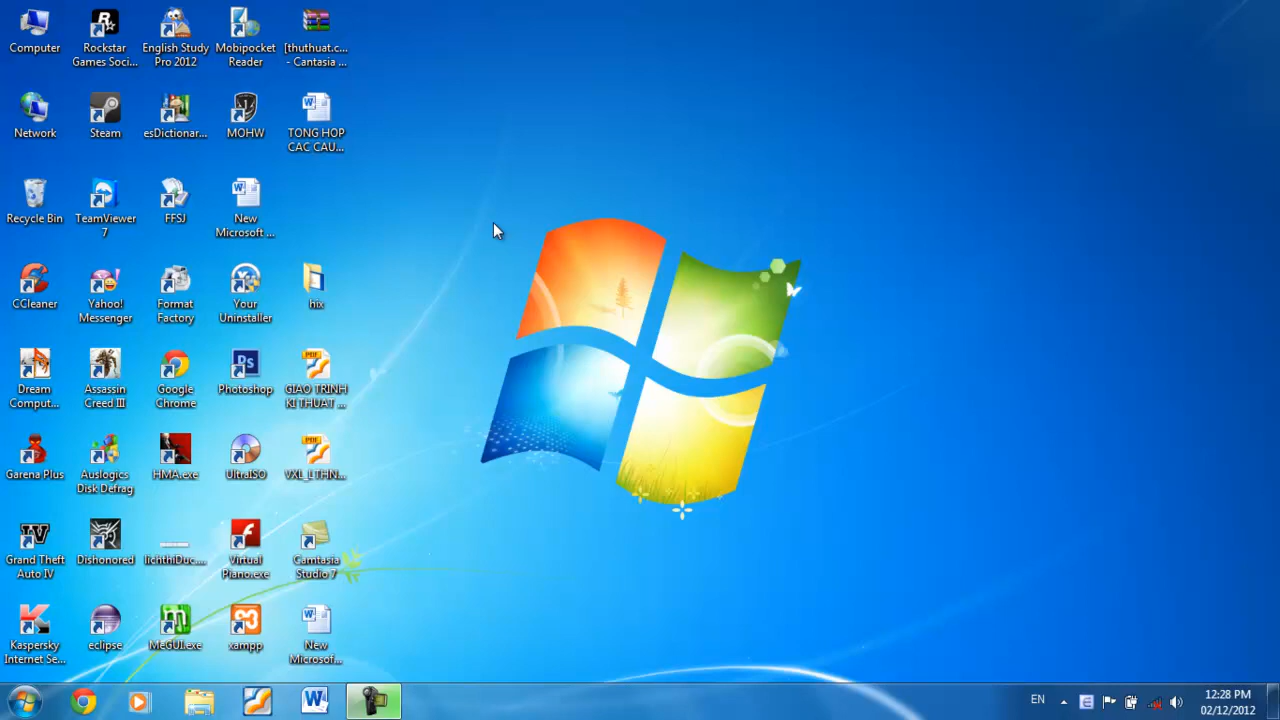 Computer
Rockstar
Games Soci...
English Study
Pro 2012
Mobipocket
Reader
[thuthuat.c...
- Cantasia ...
Network
Steam
esDictionar...
MOHW
TONG HOP
CAC CAU...
Recycle Bin
TeamViewer
7
FFSJ
New
Microsoft ...
CCleaner
Yahoo!
Messenger
Format
Factory
Your
Uninstaller
hix
Dream
Comput...
Assassin
Creed III
Google
Chrome
Photoshop
GIAO TRINH
KI THUAT ...
Garena Plus
Auslogics
Disk Defrag
HMA.exe
UltraISO
VXL_LTHN...
Grand Theft
Auto IV
Dishonored
lichthiDuc....
Virtual
Piano.exe
Camtasia
Studio 7
Kaspersky
Internet Se...
eclipse
MeGUI.exe
xampp
New
Microsof...
EN
12:28 PM
02/12/2012